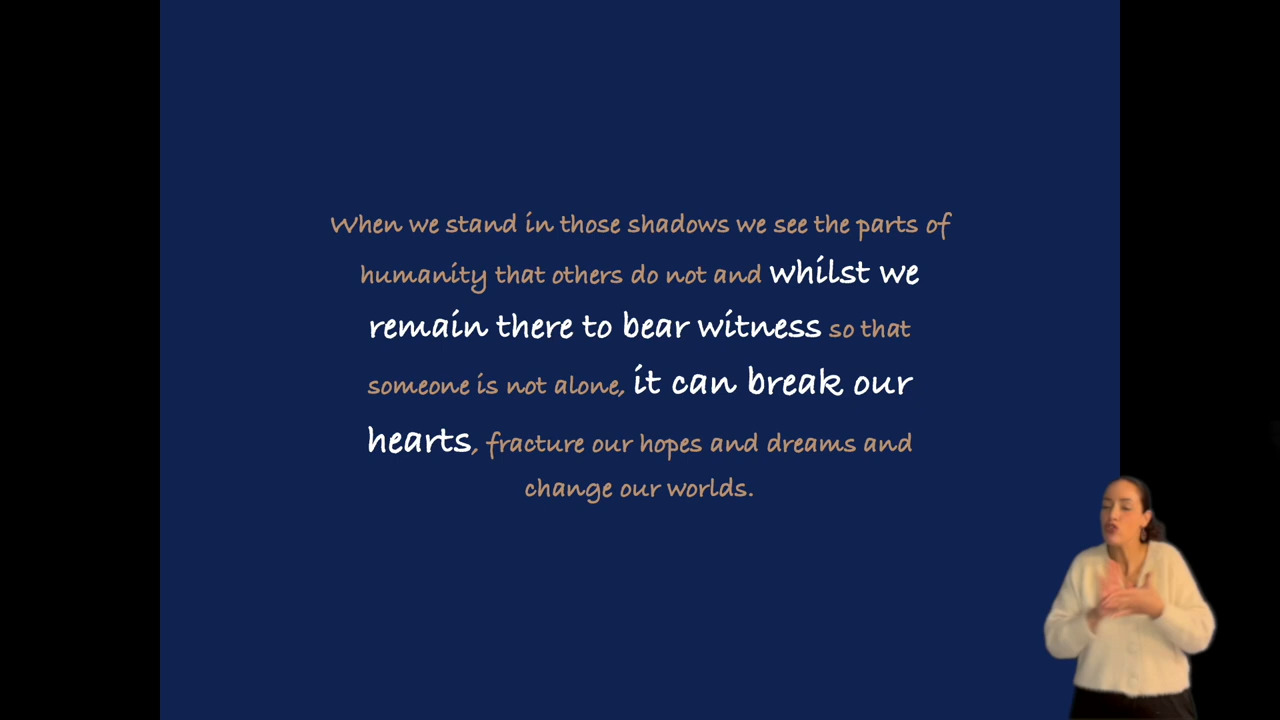 When we stand in those shadows we see the parts of
humanity that others do not and whilst we
remain there to bear witness so that
someone is not alone, it can break our
hearts, fracture our hopes and dreams and
change our worlds.